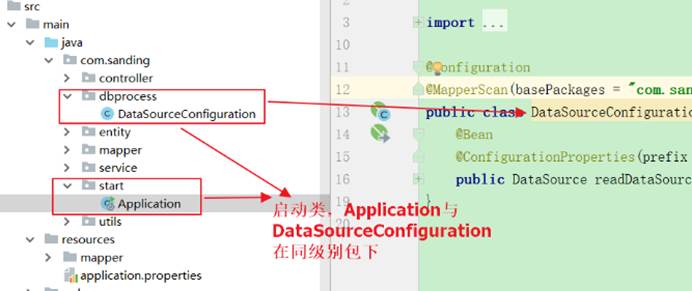 src
main
java
com.sanding
controller
dbprocess
DataSourceConfiguration
entity
mapper
service
start
Application
utils
resources
mapper
application.properties
2
3
import ...
10
11
@Configuration
12
@MapperScan(basePackages = "com.san
13
public class DataSourceConfiguratio
14
@Bean
15
@ConfigurationProperties(prefix
16
public DataSource readDataSourc
19
}
20
启动类，Application与
DataSourceConfiguration
在同级别包下